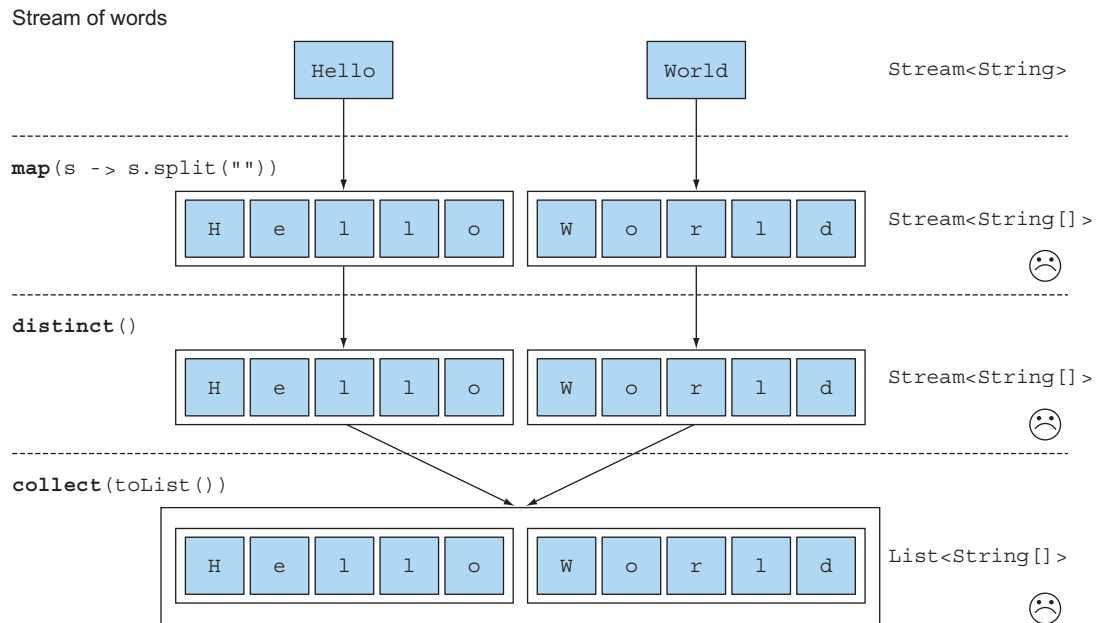 Stream of words
Hello World Stream<String>
map(s -> s.split(""))
H e l l o W o r l d Stream<String[]>
distinct()
H e l l o W o r l d Stream<String[]>
collect(toList())
H e l l o W o r l d List<String[]>